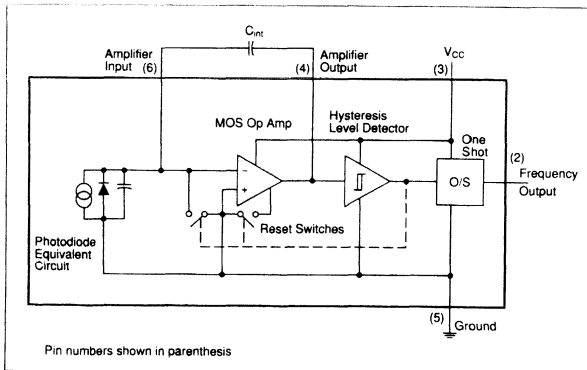 Cint
Amplifier
Input (6)
(4) Amplifier
Output
VCC
(3)
MOS Op Amp
Hysteresis
Level Detector
One
Shot
(2)
−
+
O/S
Frequency
Output
Reset Switches
Photodiode
Equivalent
Circuit
(5)
Ground
Pin numbers shown in parenthesis